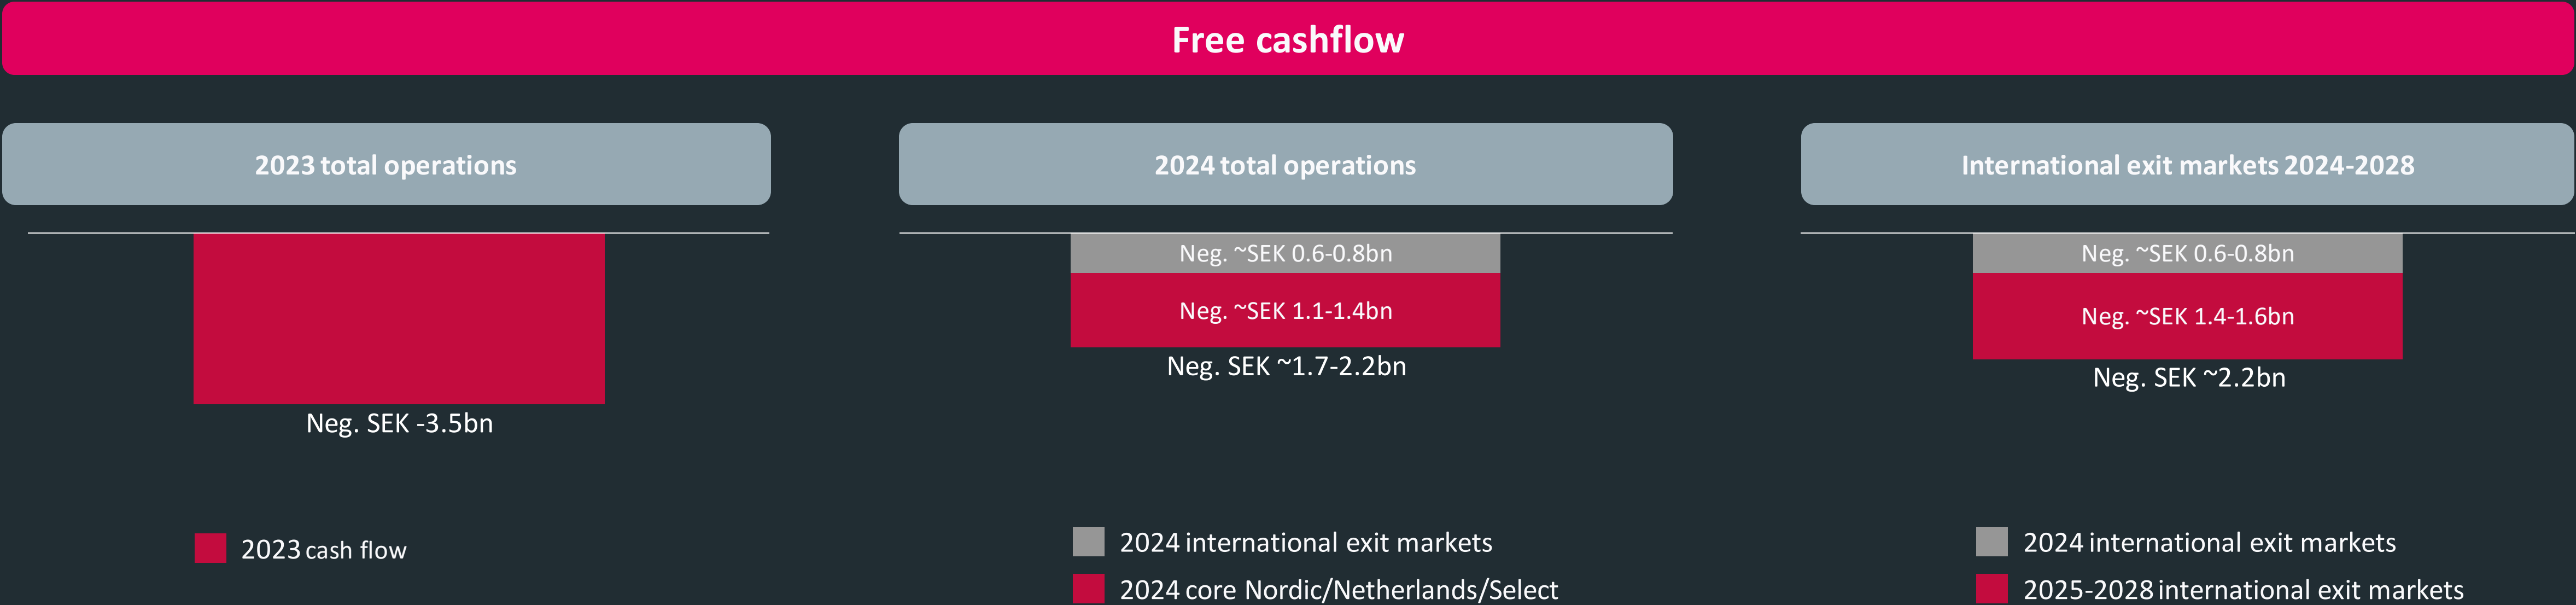 Free cashflow
2023 total operations
Neg. SEK -3.5bn
2023 cash flow
2024 total operations
Neg. ~SEK 0.6-0.8bn
Neg. ~SEK 1.1-1.4bn
Neg. SEK ~1.7-2.2bn
2024 international exit markets
2024 core Nordic/Netherlands/Select
International exit markets 2024-2028
Neg. ~SEK 0.6-0.8bn
Neg. ~SEK 1.4-1.6bn
Neg. SEK ~2.2bn
2024 international exit markets
2025-2028 international exit markets